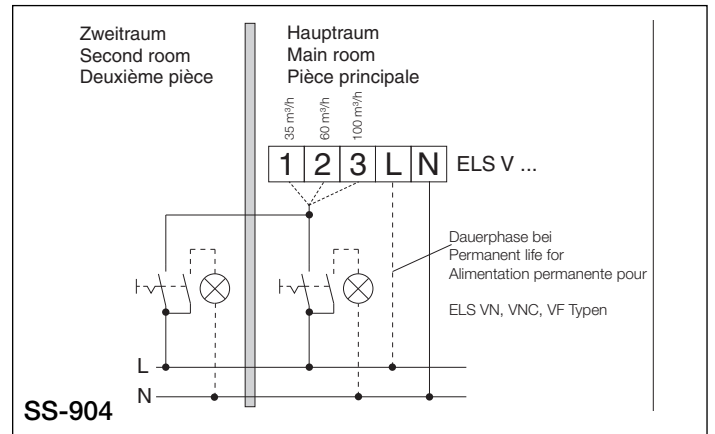 Zweitraum
Second room
Deuxième pièce
Hauptraum
Main room
Pièce principale
35 m³/h
60 m³/h
100 m³/h
1 2 3 L N ELS V ...
Dauerphase bei
Permanent life for
Alimentation permanente pour
ELS VN, VNC, VF Typen
L
N
SS-904